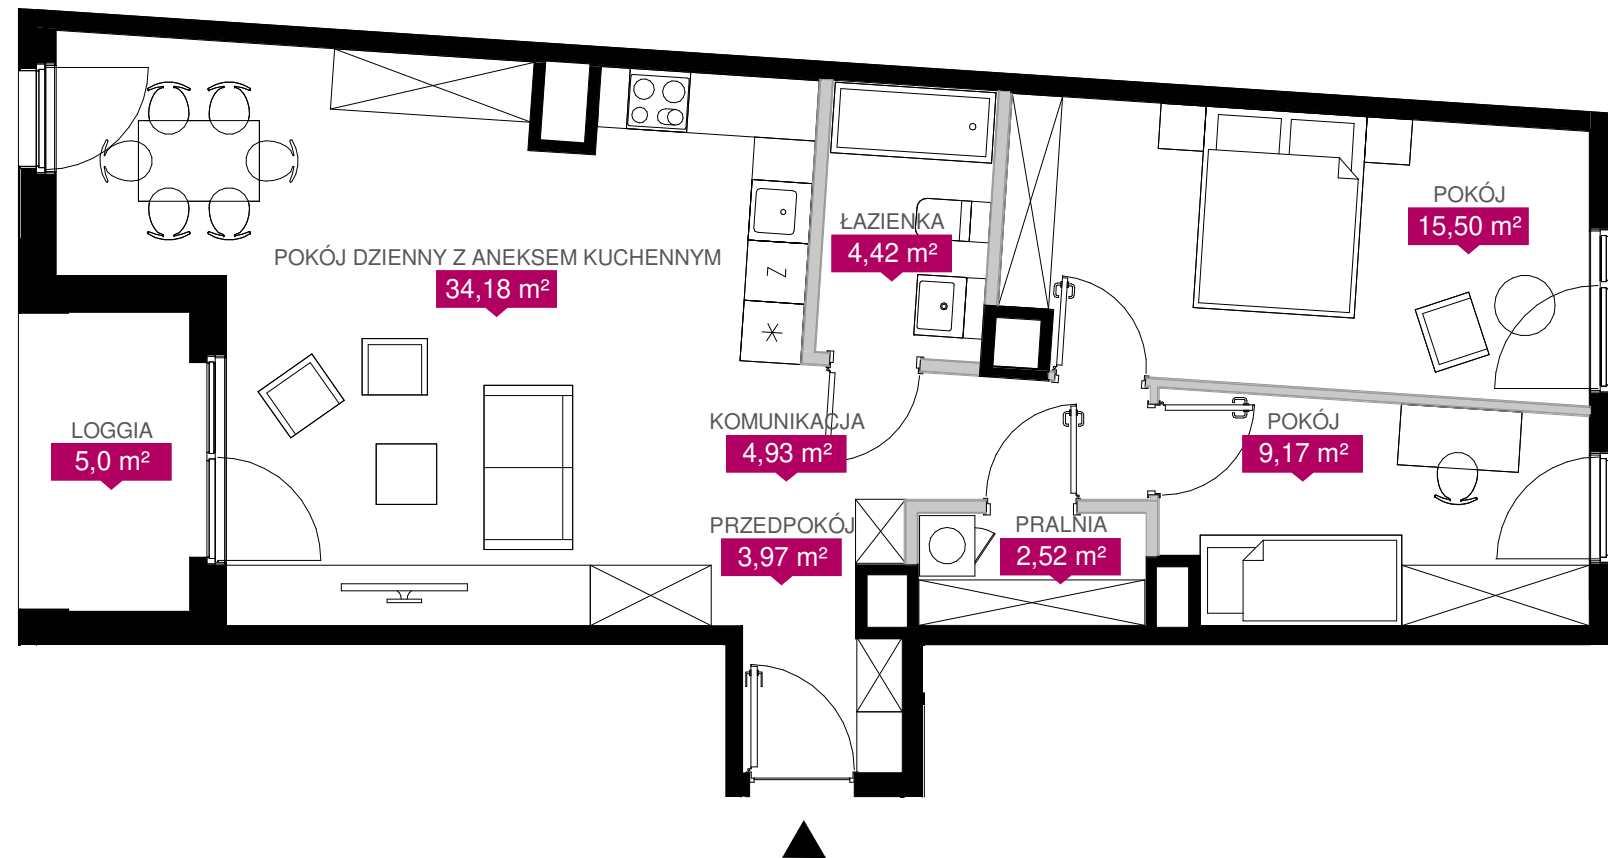 POKÓJ
15,50 m²
ŁAZIENKA
4,42 m²
POKÓJ DZIENNY Z ANEKSEM KUCHENNYM
34,18 m²
Z
LOGGIA
5,0 m²
KOMUNIKACJA
4,93 m²
POKÓJ
9,17 m²
PRZEDPOKÓJ
3,97 m²
PRALNIA
2,52 m²